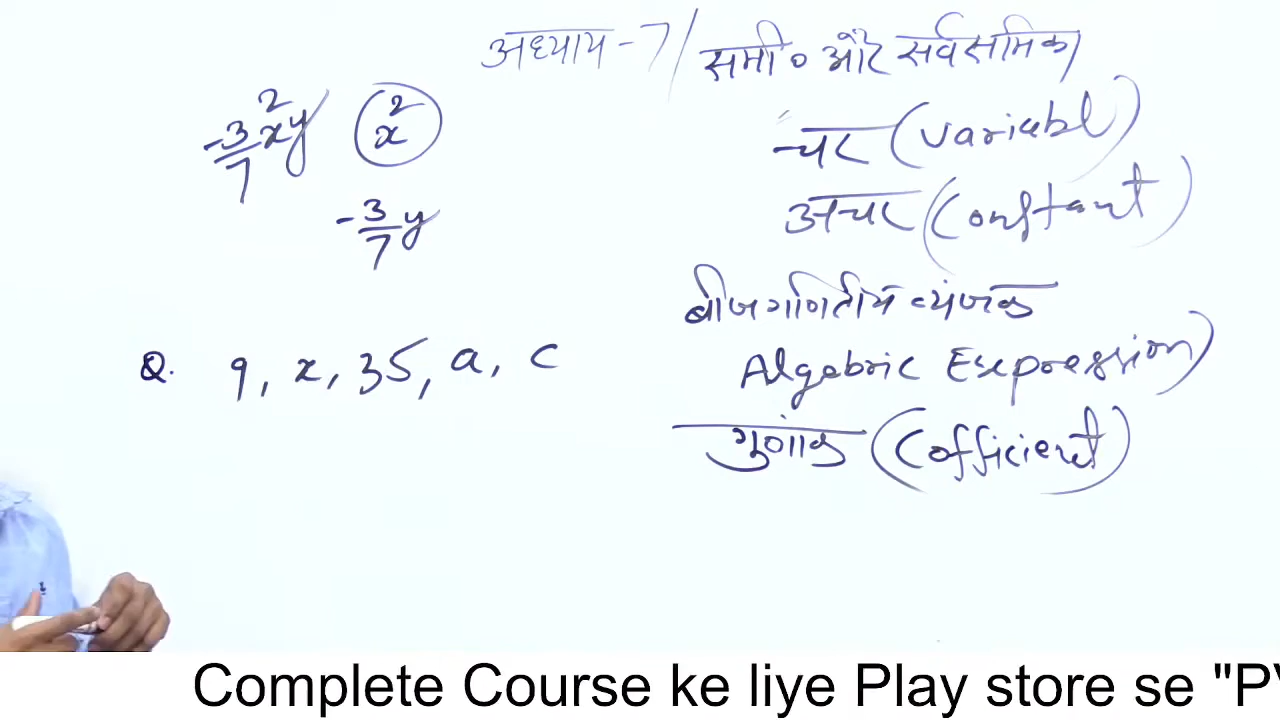 अध्याय - 7 / समी० और सर्वसमिका
-3/7 x²y x²
-3/7 y
चर (variabl)
अचर (Constant)
बीजगणितीय व्यंजक
Algebric Expression)
गुणांक (Cofficient)
Q. 9, x, 35, a, c
Complete Course ke liye Play store se "PV